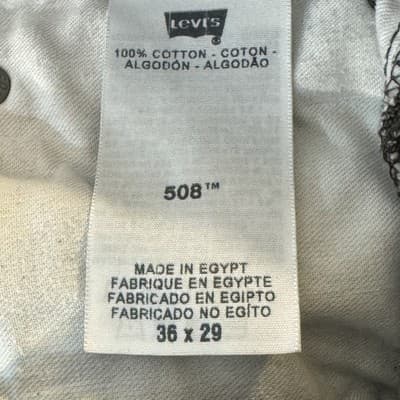 Levi's
®
100% COTTON - COTON -
ALGODÓN - ALGODÃO
508™
MADE IN EGYPT
FABRIQUE EN EGYPTE
FABRICADO EN EGIPTO
FABRICADO NO EGÍTO
36 x 29